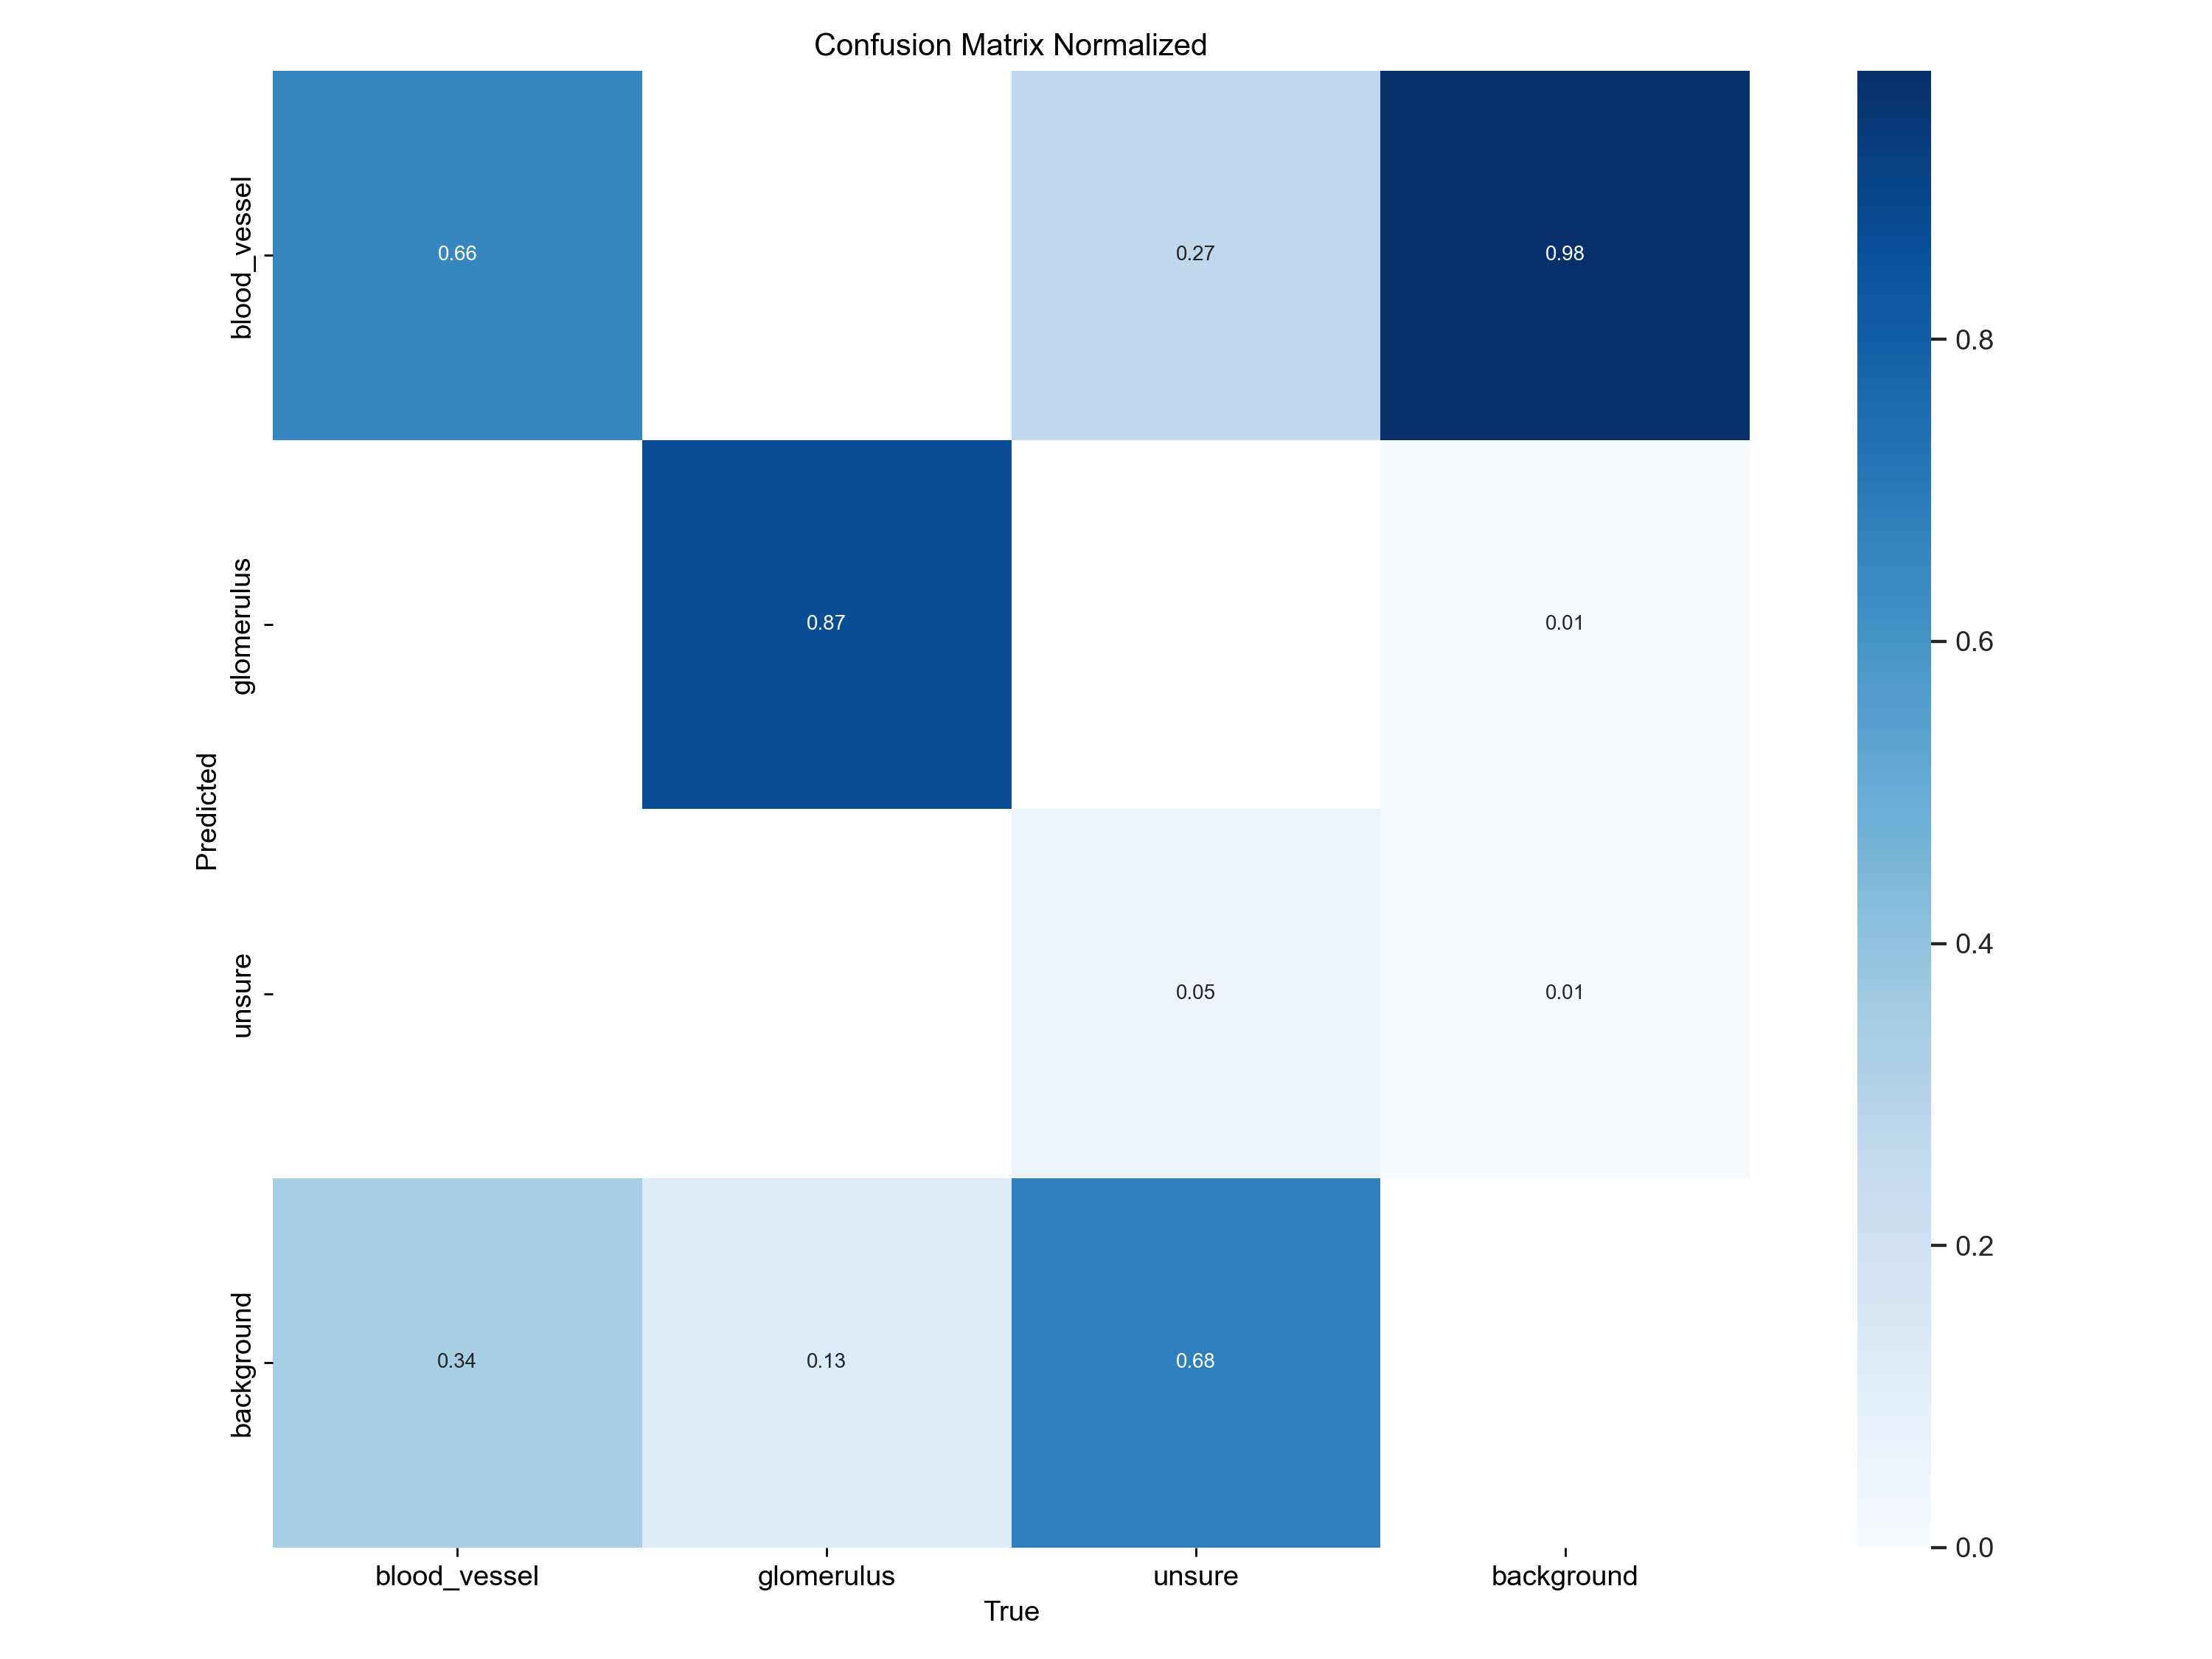 Confusion Matrix Normalized
blood_vessel
0.66
0.27
0.98
glomerulus
0.87
0.01
unsure
0.05
0.01
background
0.34
0.13
0.68
Predicted
blood_vessel
glomerulus
unsure
background
True
0.8
0.6
0.4
0.2
0.0